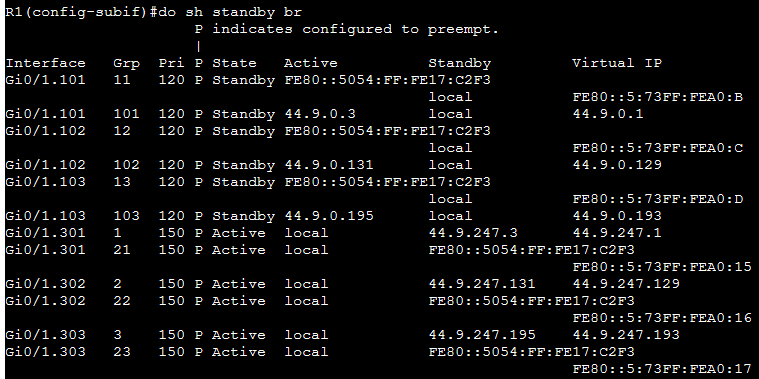 R1(config-subif)#do sh standby br
                     P indicates configured to preempt.
                     |
Interface   Grp  Pri P State   Active          Standby         Virtual IP
Gi0/1.101   11   120 P Standby FE80::5054:FF:FE17:C2F3
                                               local           FE80::5:73FF:FEA0:B
Gi0/1.101   101  120 P Standby 44.9.0.3        local           44.9.0.1
Gi0/1.102   12   120 P Standby FE80::5054:FF:FE17:C2F3
                                               local           FE80::5:73FF:FEA0:C
Gi0/1.102   102  120 P Standby 44.9.0.131      local           44.9.0.129
Gi0/1.103   13   120 P Standby FE80::5054:FF:FE17:C2F3
                                               local           FE80::5:73FF:FEA0:D
Gi0/1.103   103  120 P Standby 44.9.0.195      local           44.9.0.193
Gi0/1.301   1    150 P Active  local           44.9.247.3      44.9.247.1
Gi0/1.301   21   150 P Active  local           FE80::5054:FF:FE17:C2F3
                                                               FE80::5:73FF:FEA0:15
Gi0/1.302   2    150 P Active  local           44.9.247.131    44.9.247.129
Gi0/1.302   22   150 P Active  local           FE80::5054:FF:FE17:C2F3
                                                               FE80::5:73FF:FEA0:16
Gi0/1.303   3    150 P Active  local           44.9.247.195    44.9.247.193
Gi0/1.303   23   150 P Active  local           FE80::5054:FF:FE17:C2F3
                                                               FE80::5:73FF:FEA0:17